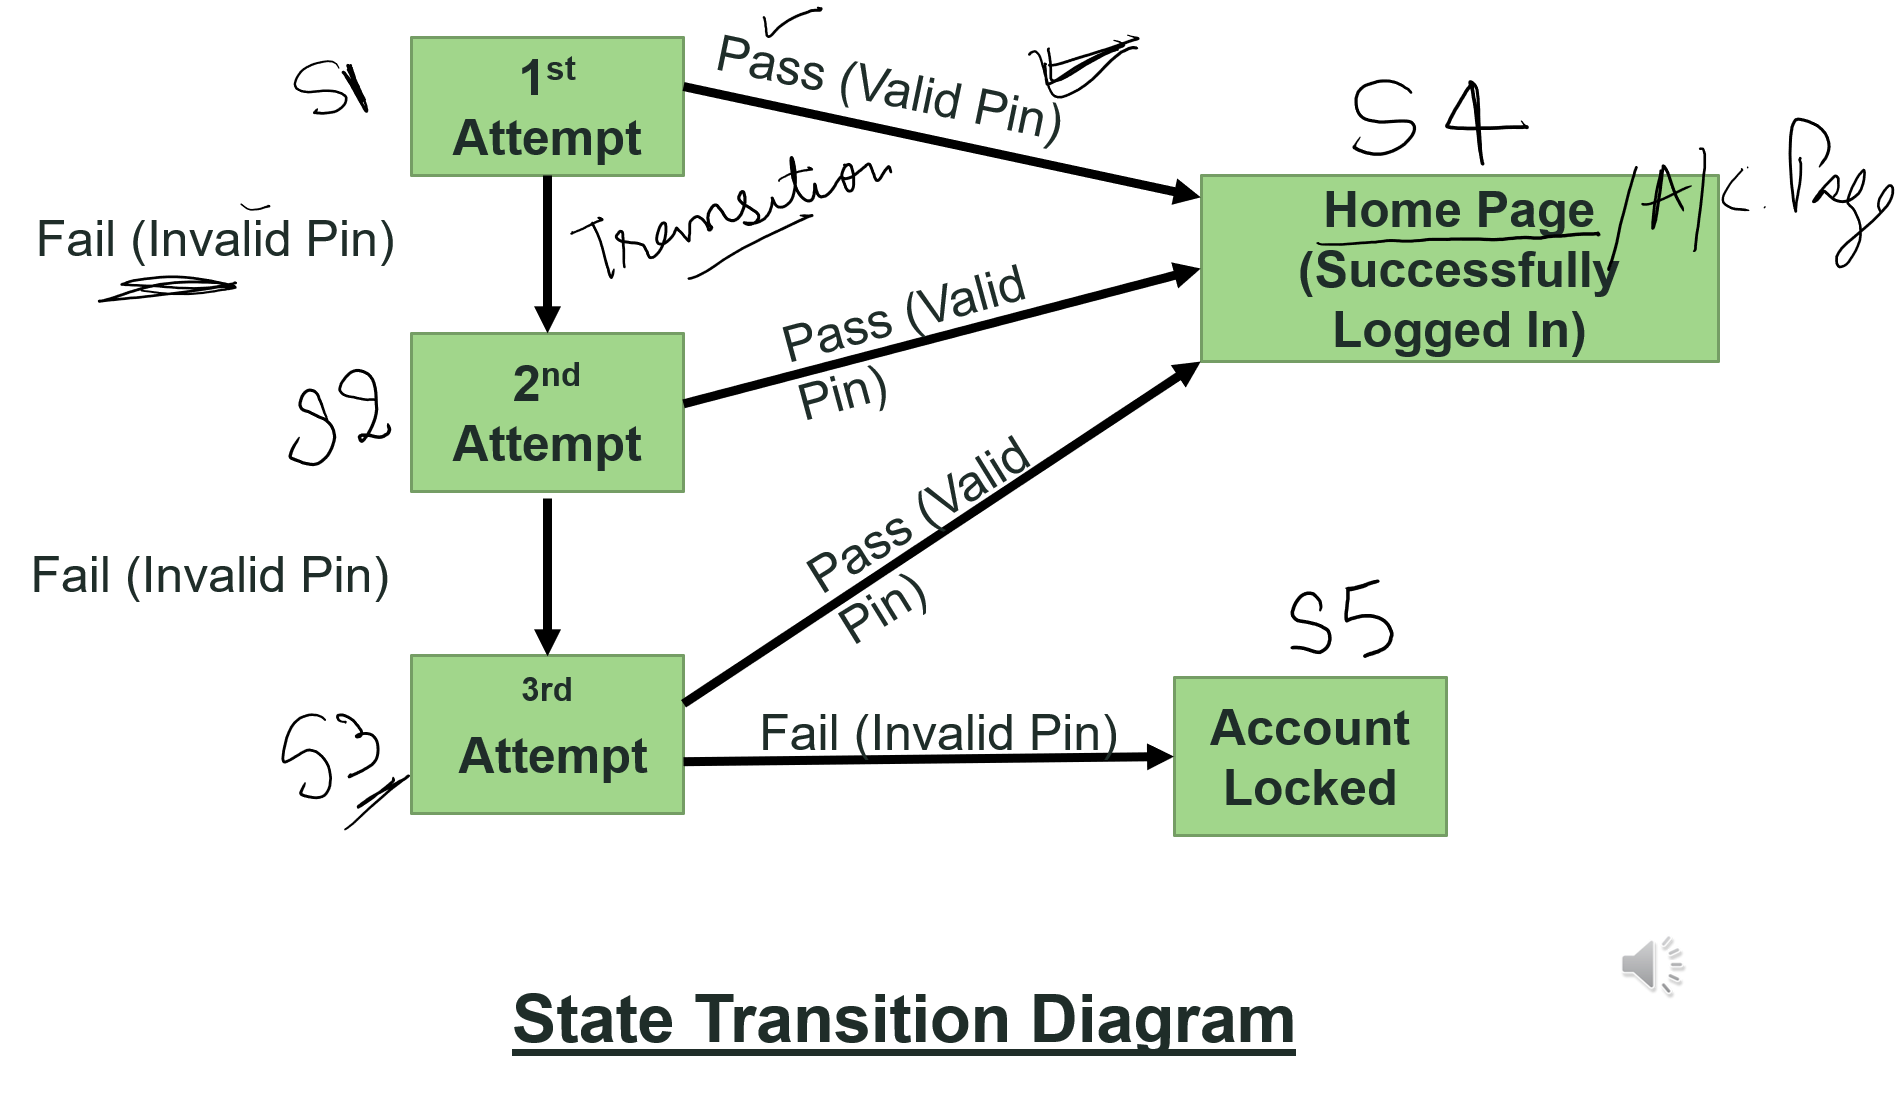 S1
1st
Attempt
Pass (Valid Pin)
S4
Home Page / A/c. Page
(Successfully
Logged In)
Fail (Invalid Pin)
Transition
S2
2nd
Attempt
Pass (Valid
Pin)
Fail (Invalid Pin)
Pass (Valid
Pin)
S3
3rd
Attempt
Fail (Invalid Pin)
S5
Account
Locked
State Transition Diagram